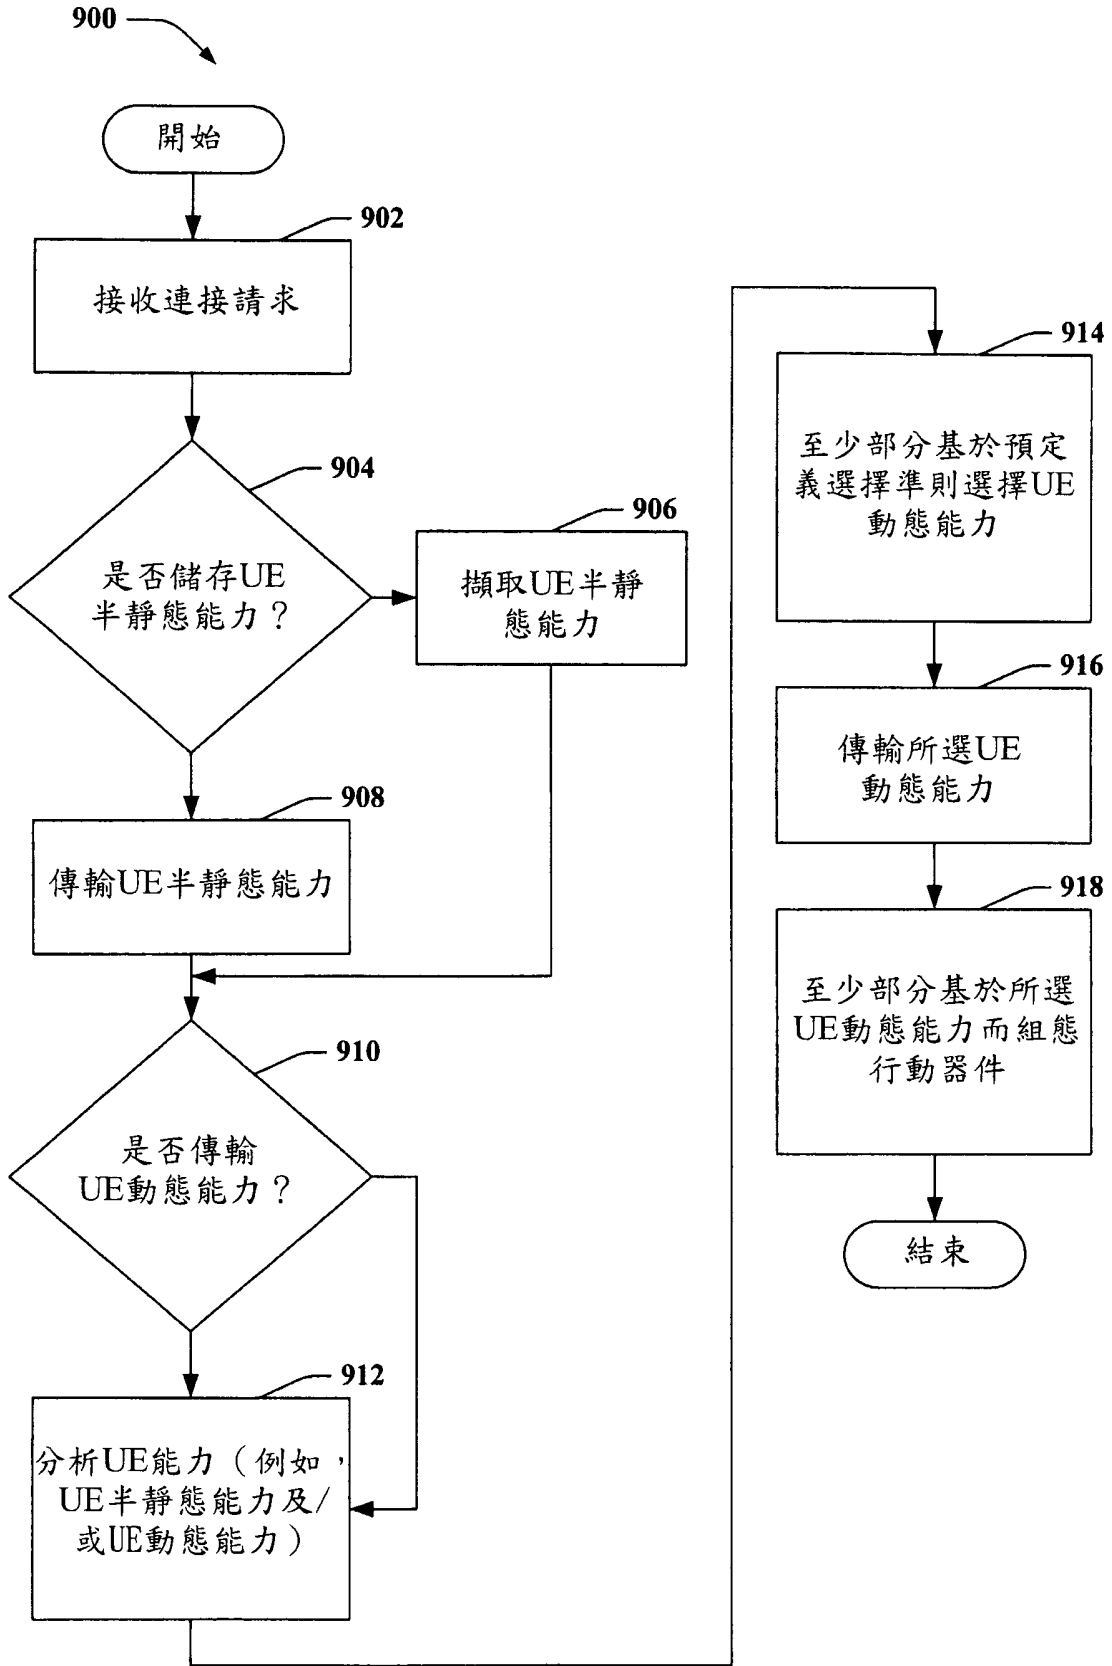 900
開始
902
接收連接請求
904
是否儲存UE
半靜態能力？
906
擷取UE半靜
態能力
908
傳輸UE半靜態能力
910
是否傳輸
UE動態能力？
912
分析UE能力（例如，
UE半靜態能力及/
或UE動態能力）
914
至少部分基於預定
義選擇準則選擇UE
動態能力
916
傳輸所選UE
動態能力
918
至少部分基於所選
UE動態能力而組態
行動器件
結束